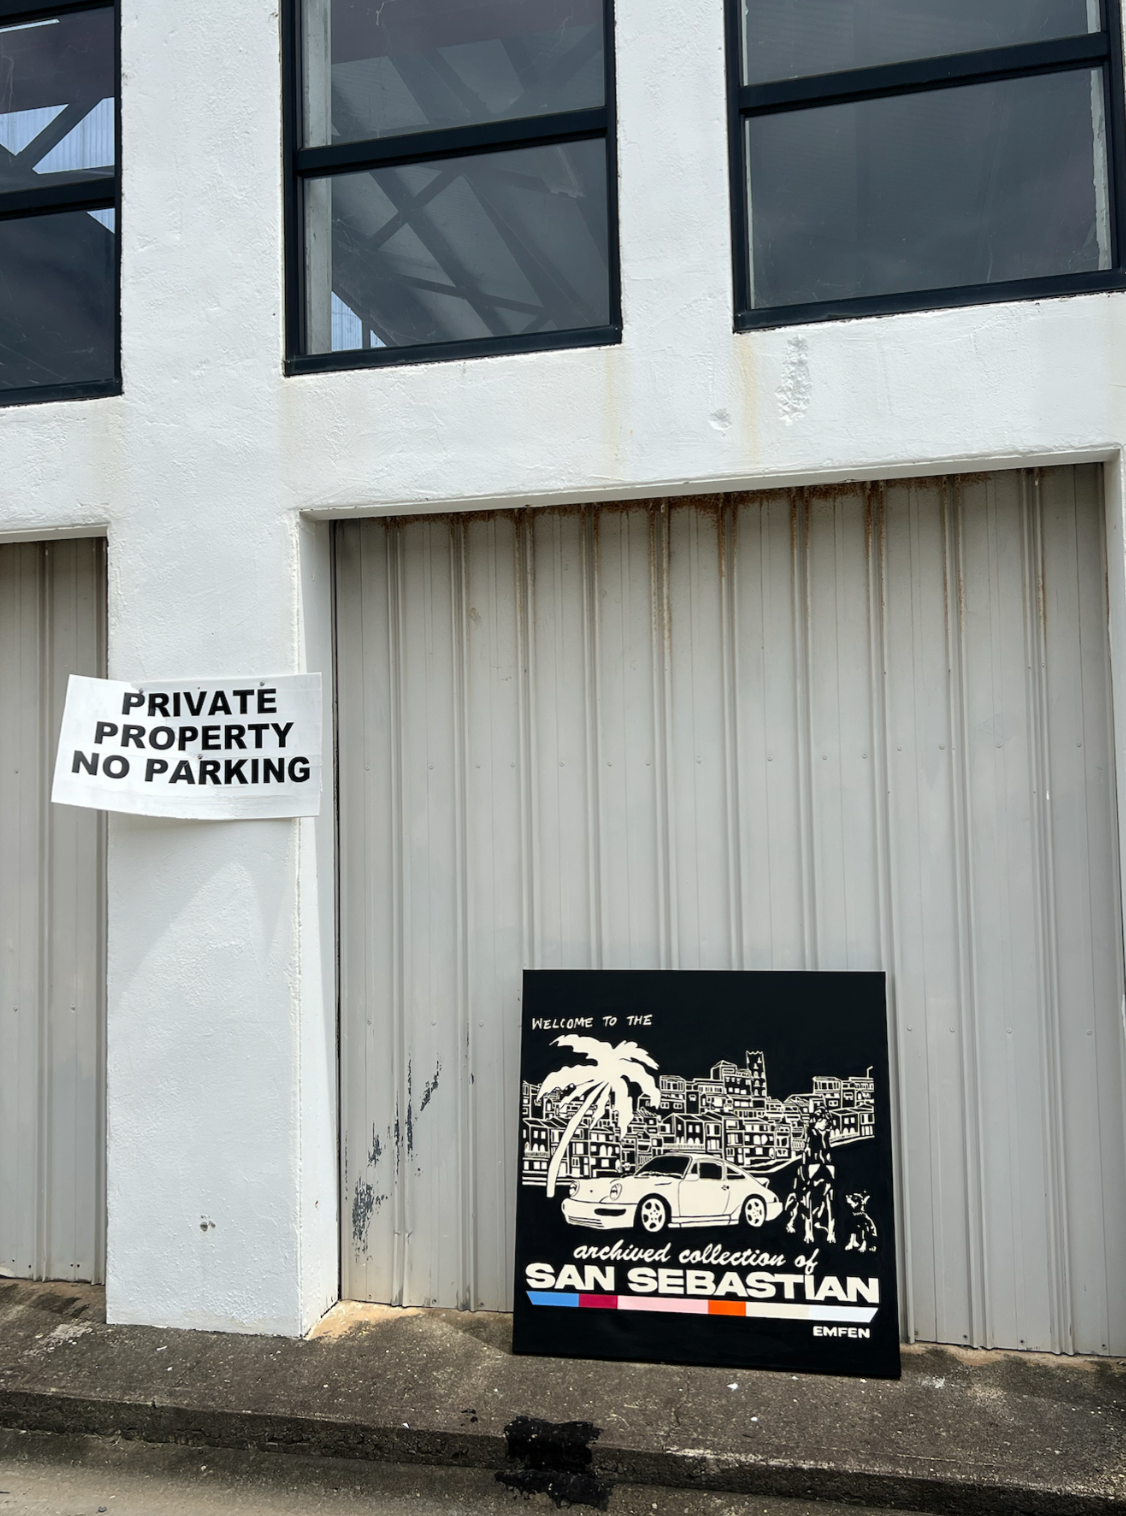 PRIVATE
PROPERTY
NO PARKING
WELCOME TO THE
archived collection of
SAN SEBASTIAN
EMFEN